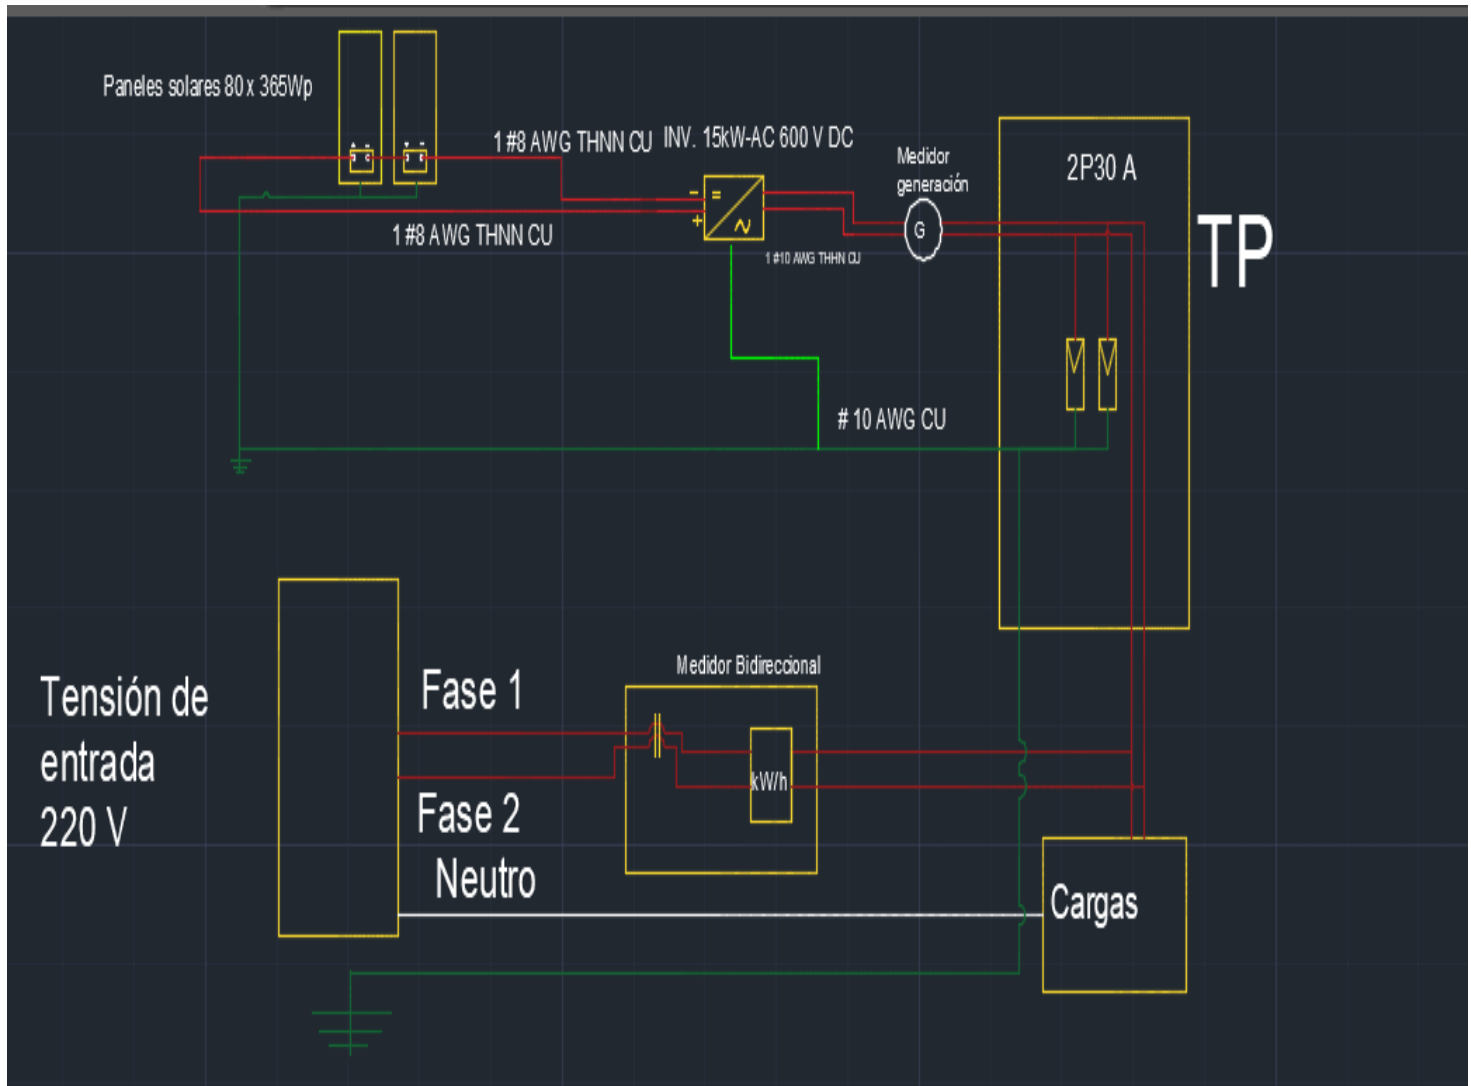 Paneles solares 80 x 365Wp
1 #8 AWG THNN CU
INV. 15kW-AC 600 V DC
Medidor
generación
2P30 A
- =
+
G
TP
1 #8 AWG THNN CU
1 #10 AWG THHN CU
# 10 AWG CU
Tensión de
entrada
220 V
Fase 1
Fase 2
Neutro
Medidor Bidireccional
kW/h
Cargas